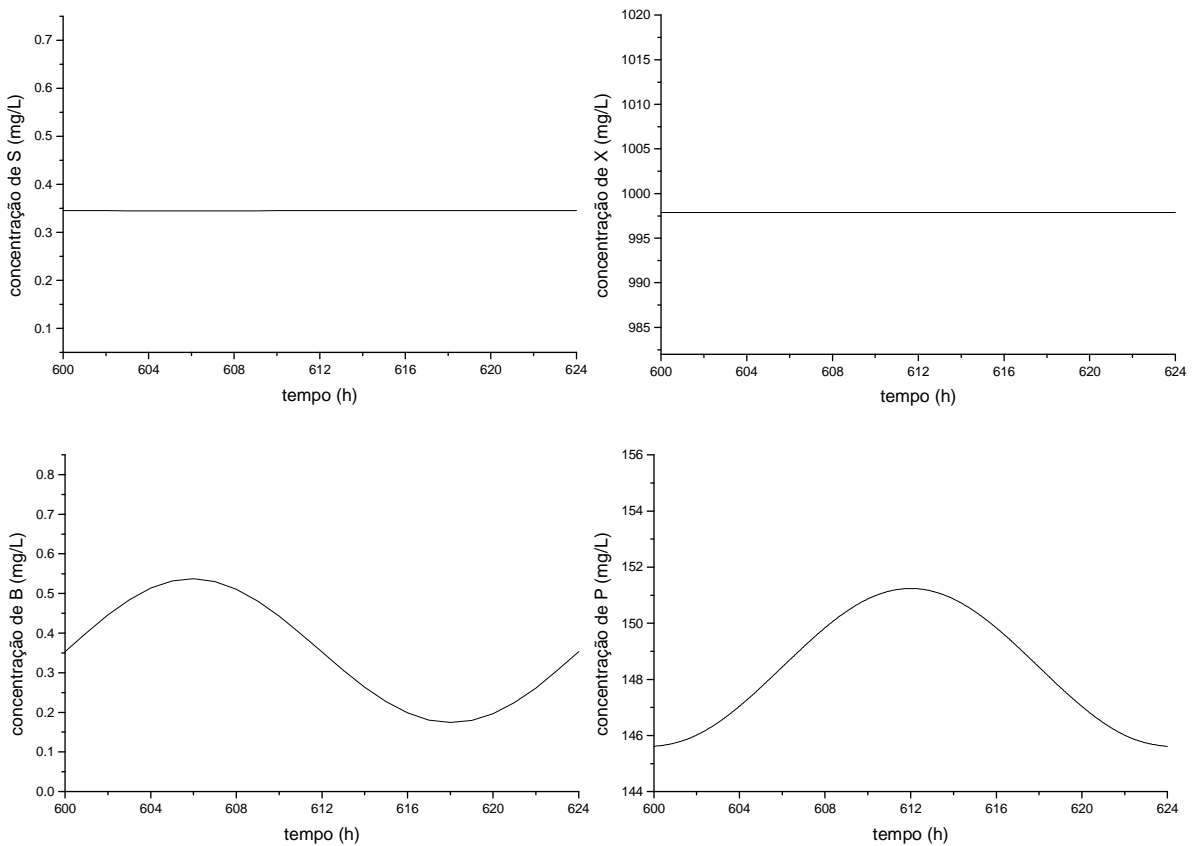 concentração de S (mg/L)
0.7
0.6
0.5
0.4
0.3
0.2
0.1
600 604 608 612 616 620 624
tempo (h)
concentração de X (mg/L)
1020
1015
1010
1005
1000
995
990
985
600 604 608 612 616 620 624
tempo (h)
concentração de B (mg/L)
0.8
0.7
0.6
0.5
0.4
0.3
0.2
0.1
0.0
600 604 608 612 616 620 624
tempo (h)
concentração de P (mg/L)
156
154
152
150
148
146
144
600 604 608 612 616 620 624
tempo (h)